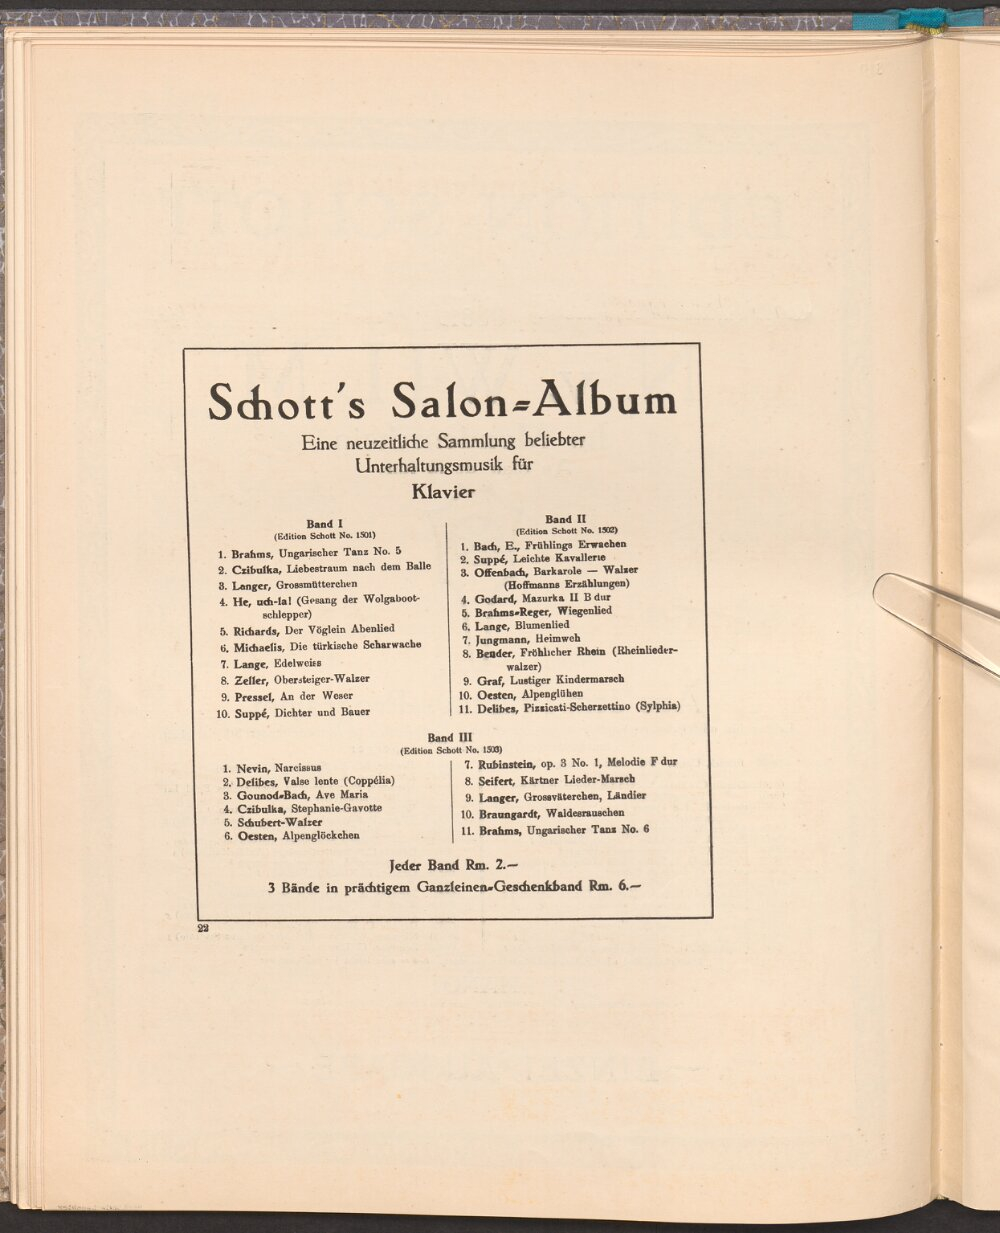 Schott's Salon=Album
Eine neuzeitliche Sammlung beliebter
Unterhaltungsmusik für
Klavier
Band I
(Edition Schott No. 1501)
1. Brahms, Ungarischer Tanz No. 5
2. Czibulka, Liebestraum nach dem Balle
3. Langer, Grossmütterchen
4. He, uch-la! (Gesang der Wolgaboot-
schlepper)
5. Richards, Der Vöglein Abenlied
6. Michaelis, Die türkische Scharwache
7. Lange, Edelweiss
8. Zeller, Obersteiger-Walzer
9. Pressel, An der Weser
10. Suppé, Dichter und Bauer
Band II
(Edition Schott No. 1502)
1. Bach, E., Frühlings Erwachen
2. Suppé, Leichte Kavallerie
3. Offenbach, Barkarole — Walzer
(Hoffmanns Erzählungen)
4. Godard, Mazurka II B dur
5. Brahms=Reger, Wiegenlied
6. Lange, Blumenlied
7. Jungmann, Heimweh
8. Bender, Fröhlicher Rhein (Rheinlieder-
walzer)
9. Graf, Lustiger Kindermarsch
10. Oesten, Alpenglühen
11. Delibes, Pizzicati-Scherzettino (Sylphia)
Band III
(Edition Schott No. 1503)
1. Nevin, Narcissus
2. Delibes, Valse lente (Coppélia)
3. Gounod=Bach, Ave Maria
4. Czibulka, Stephanie-Gavotte
5. Schubert-Walzer
6. Oesten, Alpenglöckchen
7. Rubinstein, op. 3 No. 1, Melodie F dur
8. Seifert, Kärtner Lieder-Marsch
9. Langer, Grossväterchen, Ländler
10. Braungardt, Waldesrauschen
11. Brahms, Ungarischer Tanz No. 6
Jeder Band Rm. 2.—
3 Bände in prächtigem Ganzleinen=Geschenkband Rm. 6.—
22